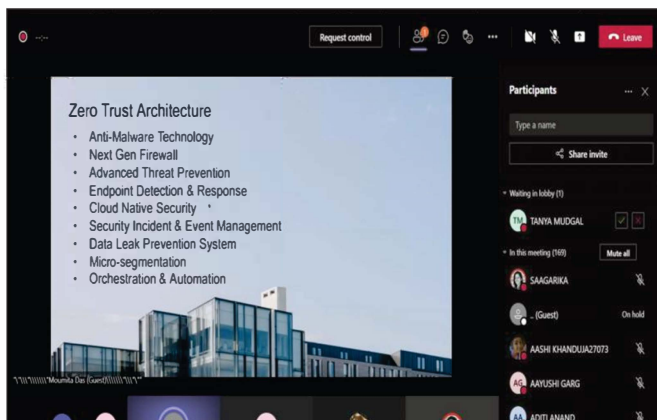 --:--
Request control
1
Leave
Zero Trust Architecture
• Anti-Malware Technology
• Next Gen Firewall
• Advanced Threat Prevention
• Endpoint Detection & Response
• Cloud Native Security
• Security Incident & Event Management
• Data Leak Prevention System
• Micro-segmentation
• Orchestration & Automation
Moumita Das (Guest)
Participants
Type a name
Share invite
Waiting in lobby (1)
TM TANYA MUDGAL
In this meeting (169) Mute all
SAAGARIKA
_ (Guest) On hold
AASHI KHANDUJA27073
AG AAYUSHI GARG
AA ADITI ANAND